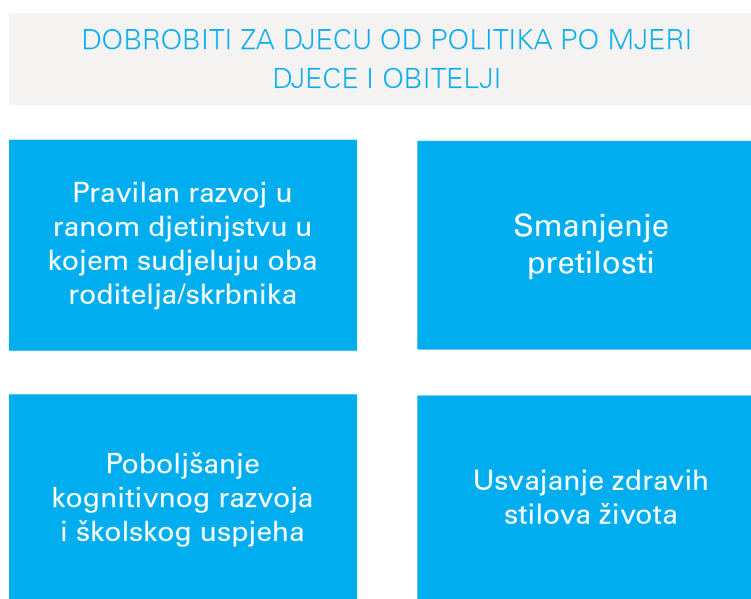 DOBROBITI ZA DJECU OD POLITIKA PO MJERI
DJECE I OBITELJI
Pravilan razvoj u
ranom djetinjstvu u
kojem sudjeluju oba
roditelja/skrbnika
Smanjenje
pretilosti
Poboljšanje
kognitivnog razvoja
i školskog uspjeha
Usvajanje zdravih
stilova života